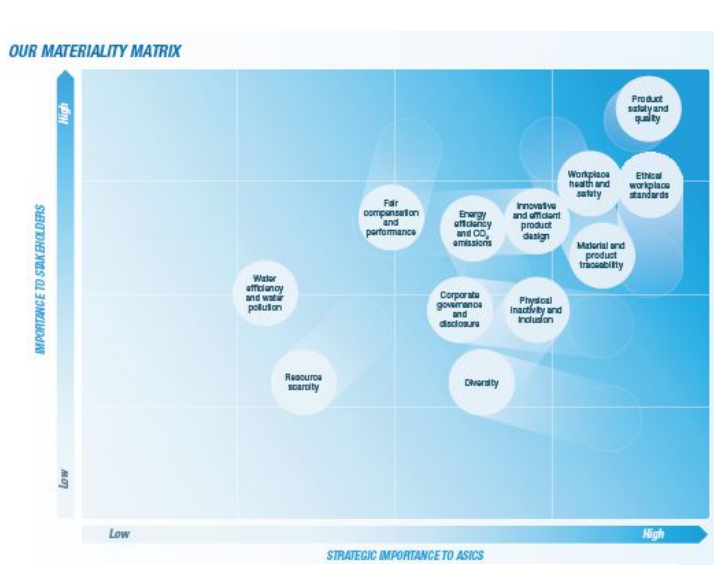 OUR MATERIALITY MATRIX
High
IMPORTANCE TO STAKEHOLDERS
Low
Product
safety and
quality
Workplace
health and
safety
Ethical
workplace
standards
Fair
compensation
and
performance
Energy
efficiency
and CO₂
emissions
Innovative
and efficient
product
design
Material and
product
traceability
Water
efficiency
and water
pollution
Corporate
governance
and
disclosure
Physical
inactivity and
inclusion
Resource
scarcity
Diversity
Low
High
STRATEGIC IMPORTANCE TO ASICS